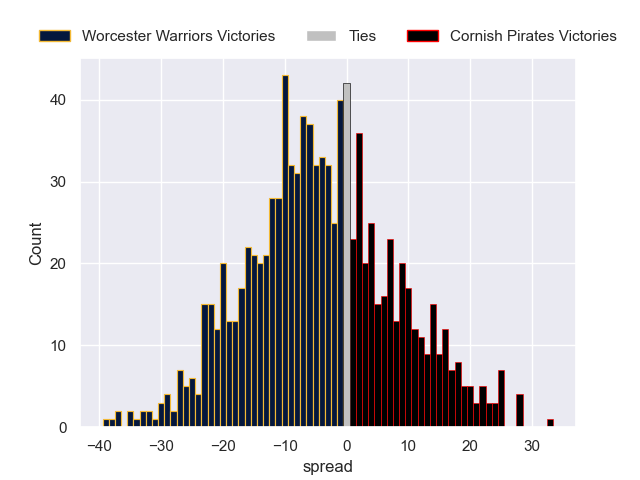 Worcester Warriors Victories Ties Cornish Pirates Victories
40
30
20
10
0
Count
−40 −30 −20 −10 0 10 20 30
spread